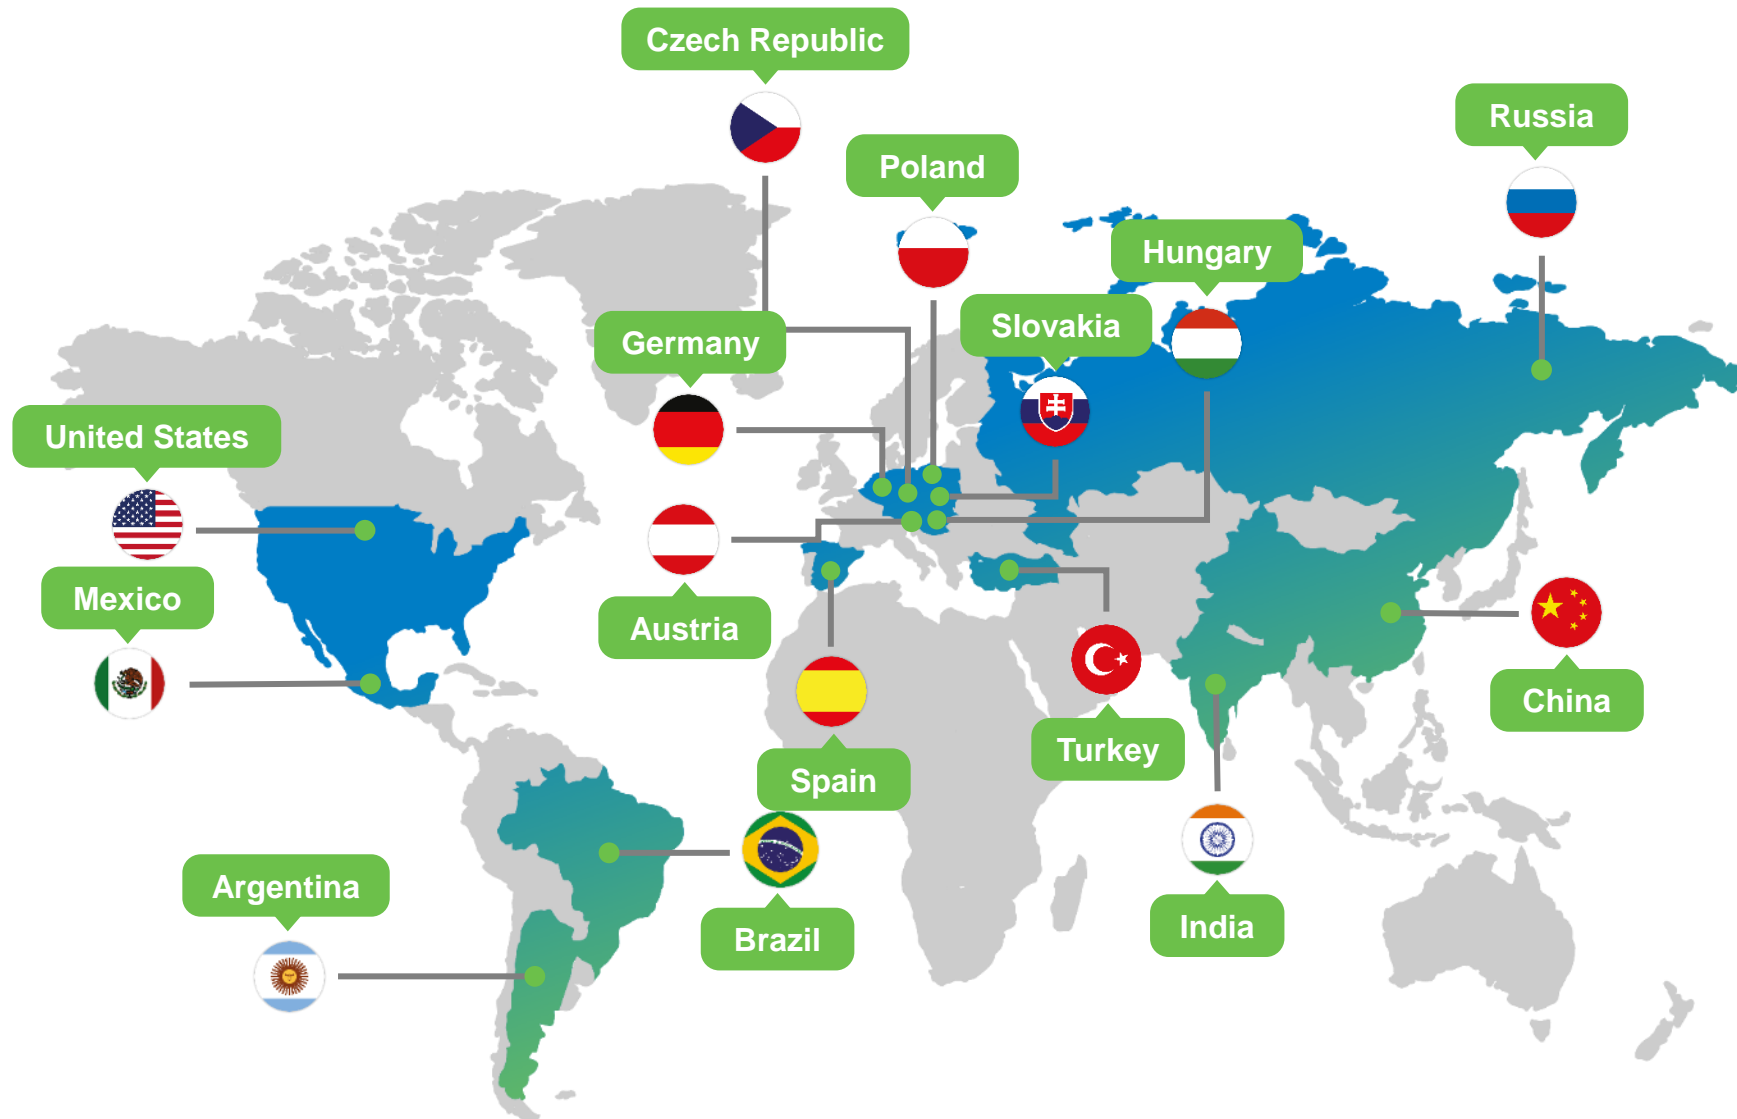 Czech Republic
Russia
Poland
Hungary
Slovakia
Germany
United States
Mexico
Austria
China
Turkey
Spain
Argentina
India
Brazil